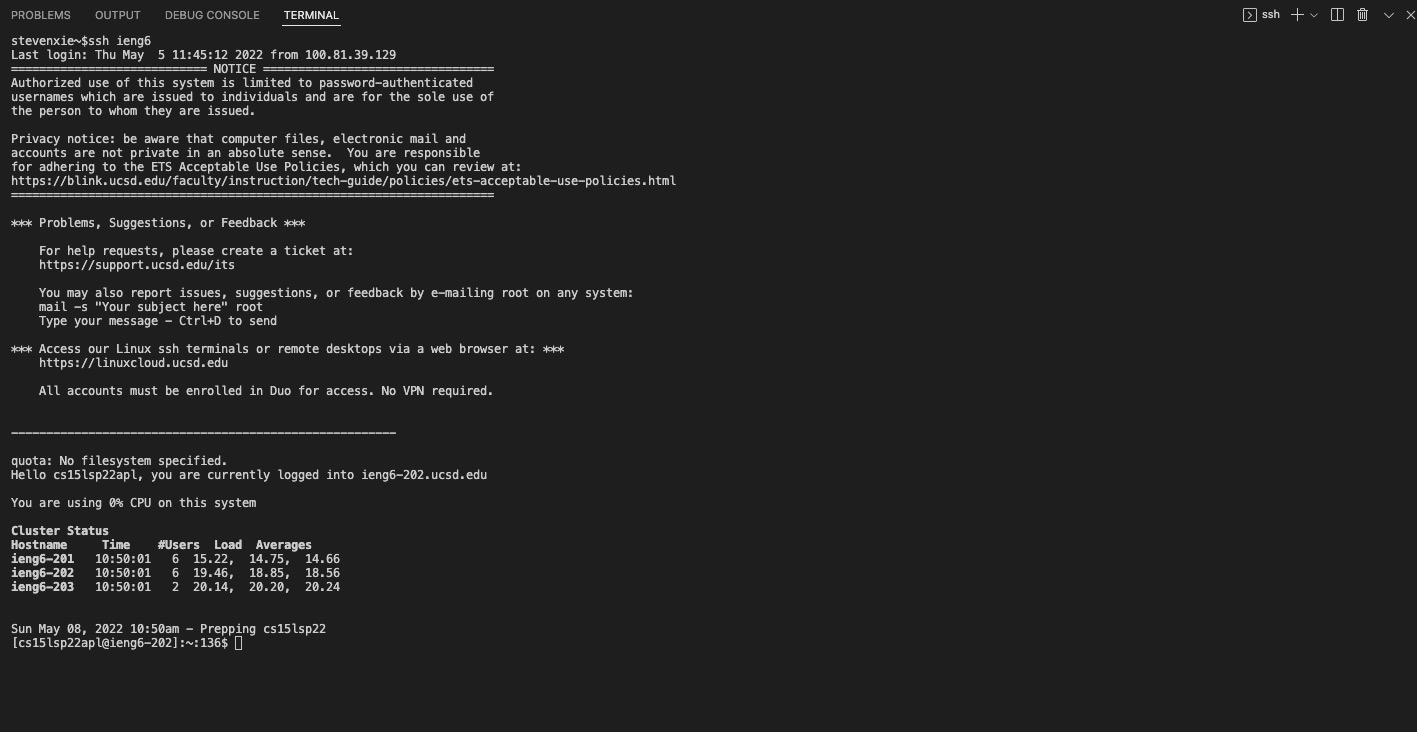 PROBLEMS OUTPUT DEBUG CONSOLE TERMINAL ssh
stevenxie~$ssh ieng6
Last login: Thu May  5 11:45:12 2022 from 100.81.39.129
============================ NOTICE =================================
Authorized use of this system is limited to password-authenticated
usernames which are issued to individuals and are for the sole use of
the person to whom they are issued.
Privacy notice: be aware that computer files, electronic mail and
accounts are not private in an absolute sense.  You are responsible
for adhering to the ETS Acceptable Use Policies, which you can review at:
https://blink.ucsd.edu/faculty/instruction/tech-guide/policies/ets-acceptable-use-policies.html
=====================================================================
*** Problems, Suggestions, or Feedback ***
    For help requests, please create a ticket at:
    https://support.ucsd.edu/its
    You may also report issues, suggestions, or feedback by e-mailing root on any system:
    mail -s "Your subject here" root
    Type your message - Ctrl+D to send
*** Access our Linux ssh terminals or remote desktops via a web browser at: ***
    https://linuxcloud.ucsd.edu
    All accounts must be enrolled in Duo for access. No VPN required.
-------------------------------------------------------
quota: No filesystem specified.
Hello cs15lsp22apl, you are currently logged into ieng6-202.ucsd.edu
You are using 0% CPU on this system
Cluster Status
Hostname     Time    #Users  Load  Averages
ieng6-201   10:50:01   6  15.22,  14.75,  14.66
ieng6-202   10:50:01   6  19.46,  18.85,  18.56
ieng6-203   10:50:01   2  20.14,  20.20,  20.24
Sun May 08, 2022 10:50am - Prepping cs15lsp22
[cs15lsp22apl@ieng6-202]:~:136$